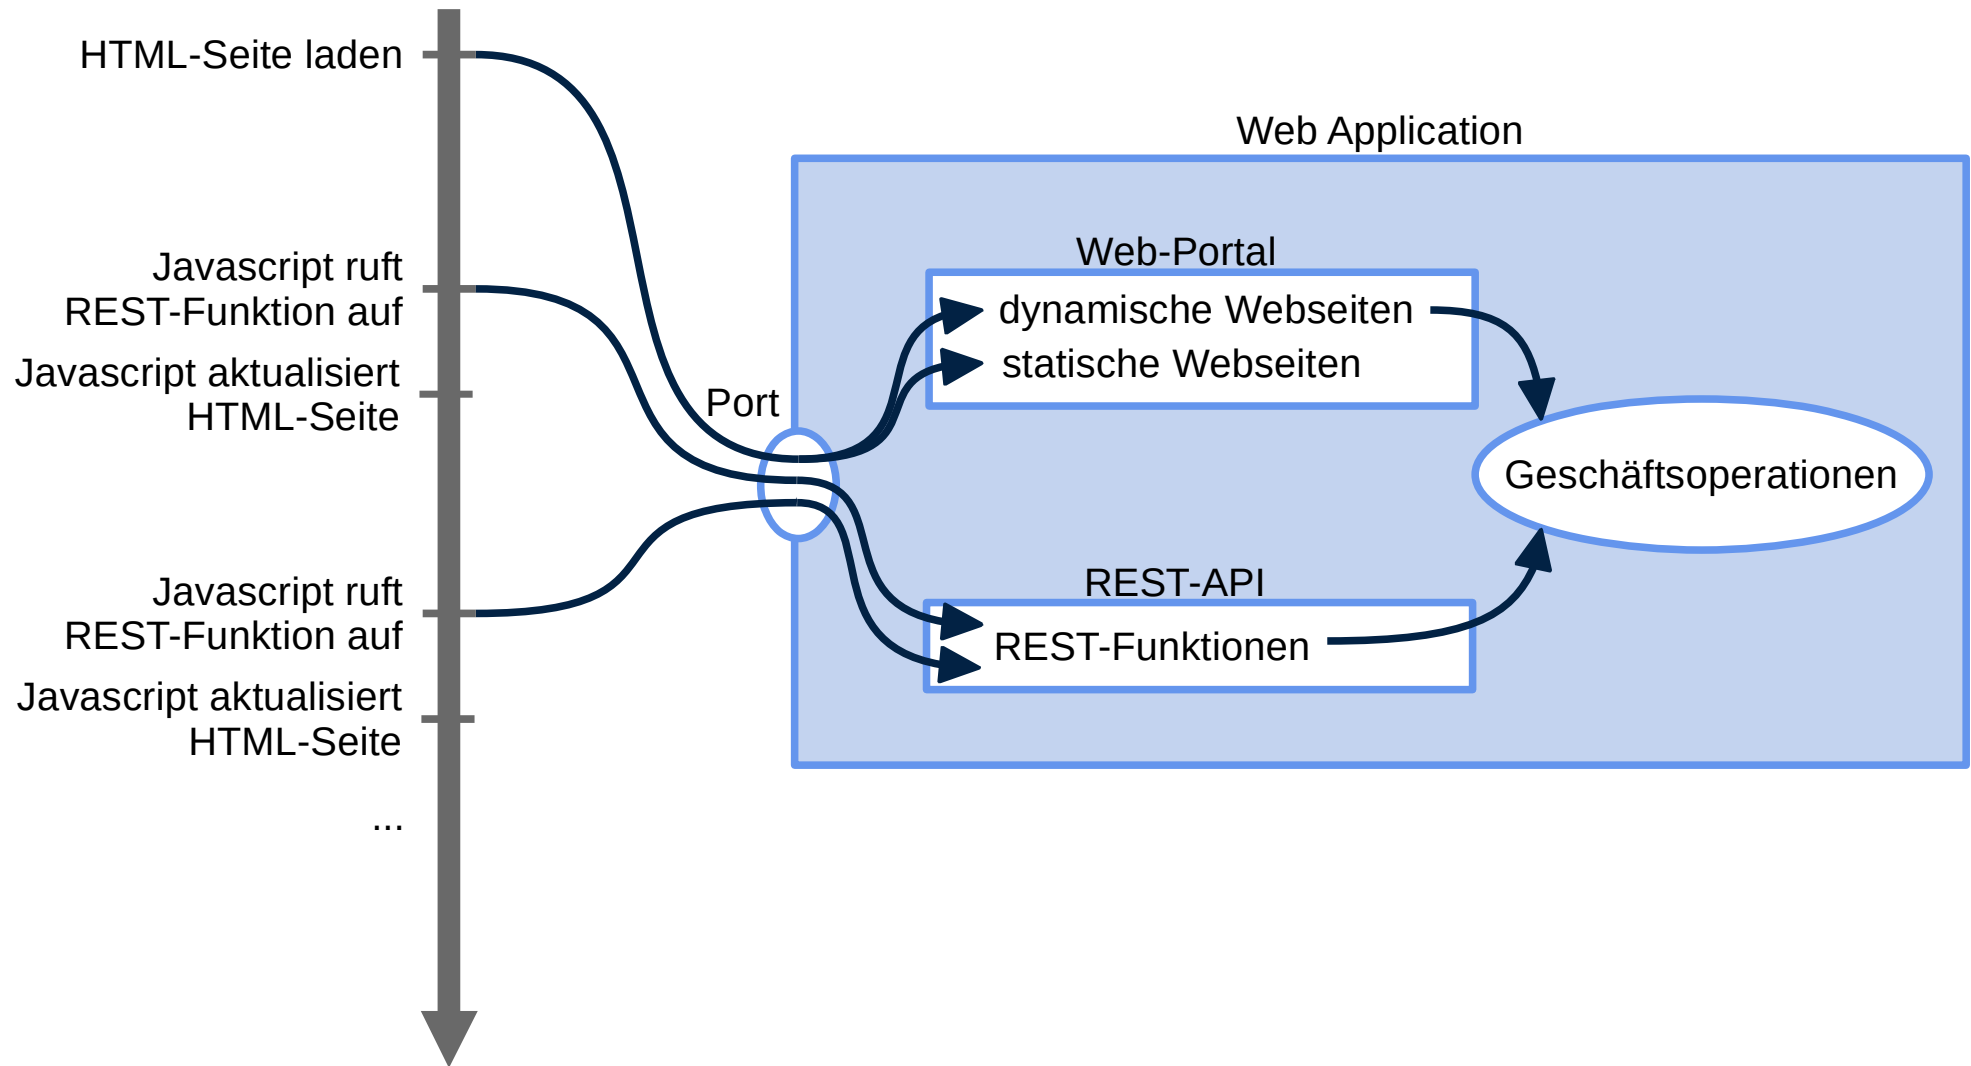 HTML-Seite laden
Javascript ruft
REST-Funktion auf
Javascript aktualisiert
HTML-Seite
Javascript ruft
REST-Funktion auf
Javascript aktualisiert
HTML-Seite
...
Port
Web Application
Web-Portal
dynamische Webseiten
statische Webseiten
Geschäftsoperationen
REST-API
REST-Funktionen